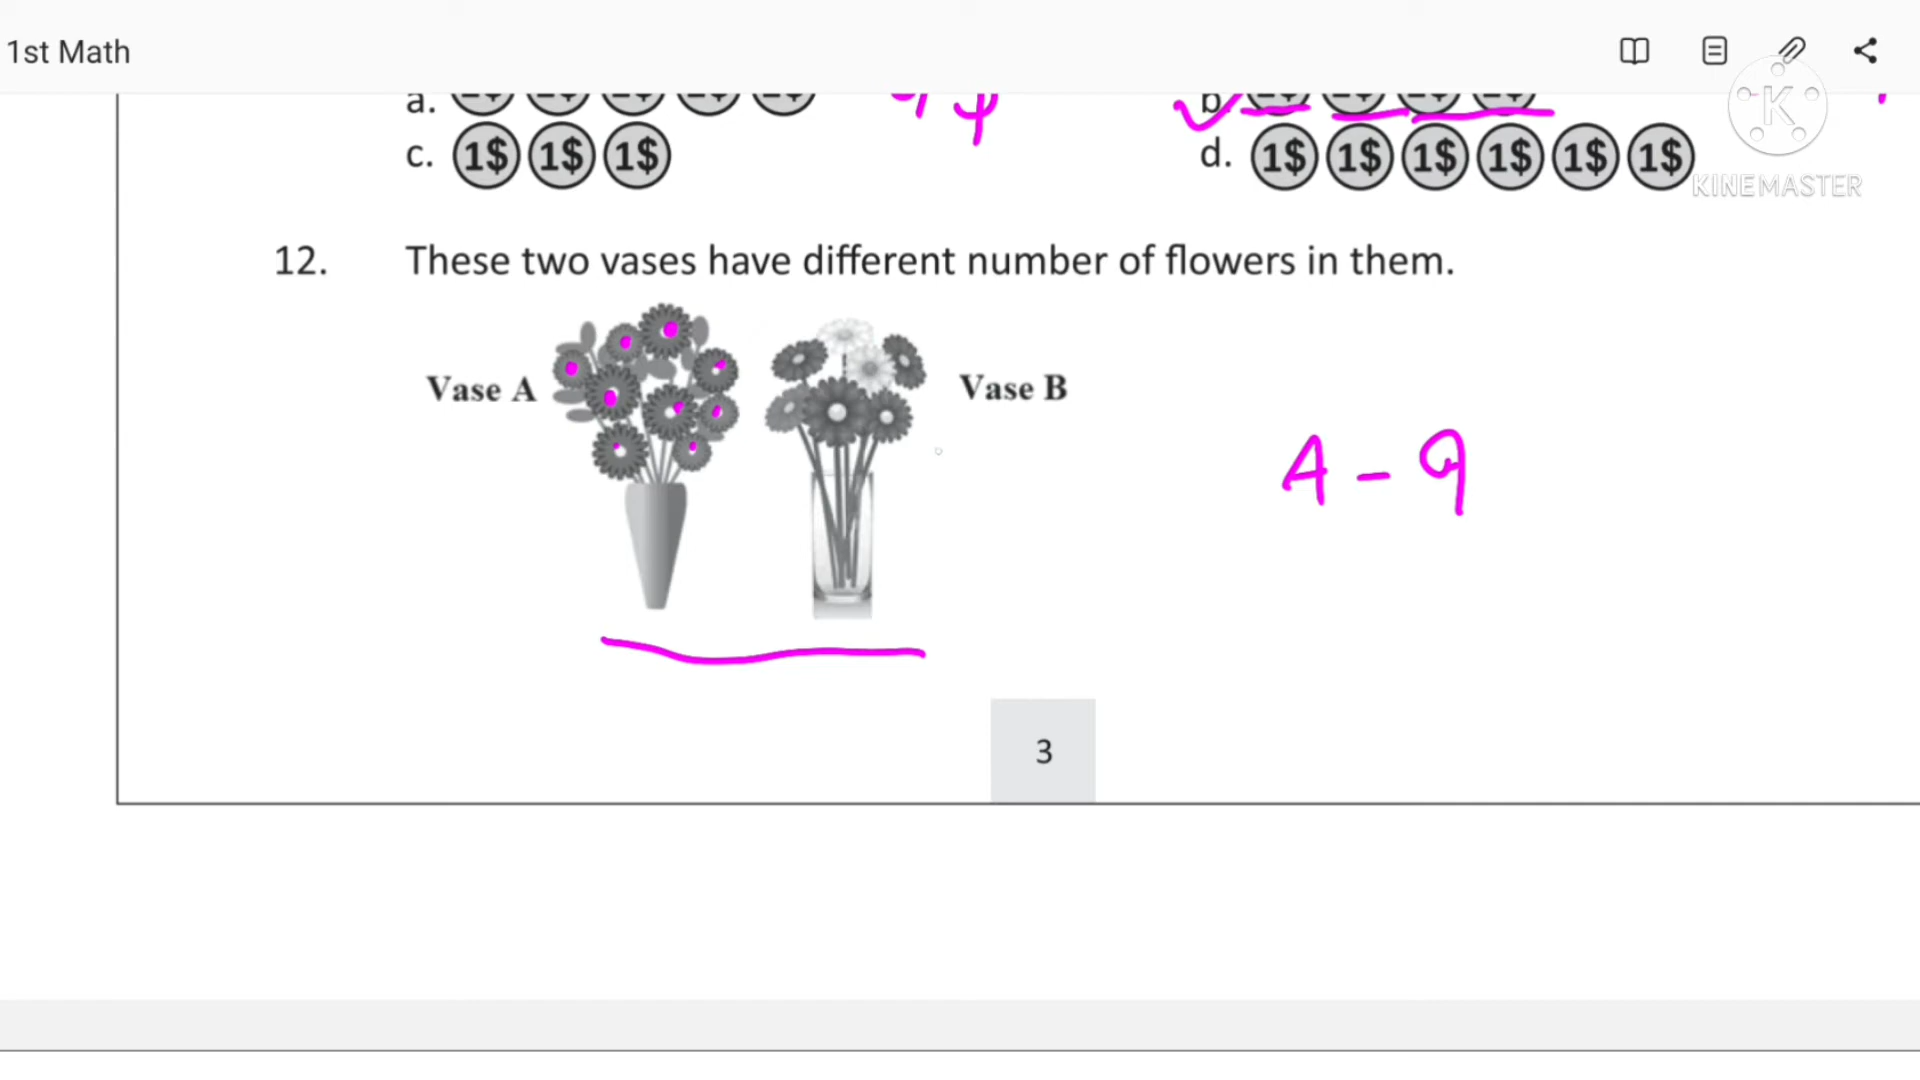 1st Math
a.
b.
c. 1$ 1$ 1$
d. 1$ 1$ 1$ 1$ 1$ 1$
K
KINEMASTER
12. These two vases have different number of flowers in them.
Vase A
Vase B
A - 9
3